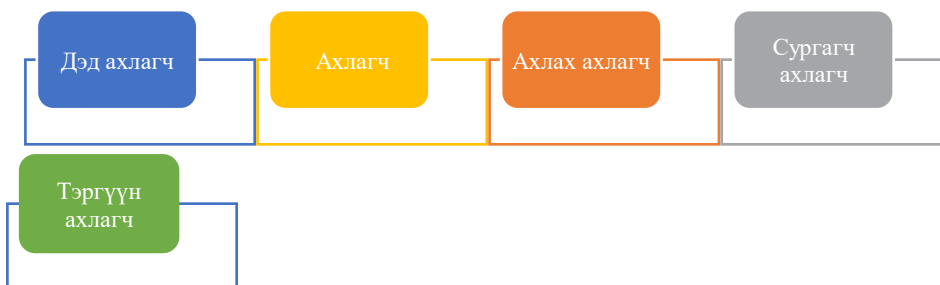 Дэд ахлагч
Ахлагч
Ахлах ахлагч
Сургагч
ахлагч
Тэргүүн
ахлагч